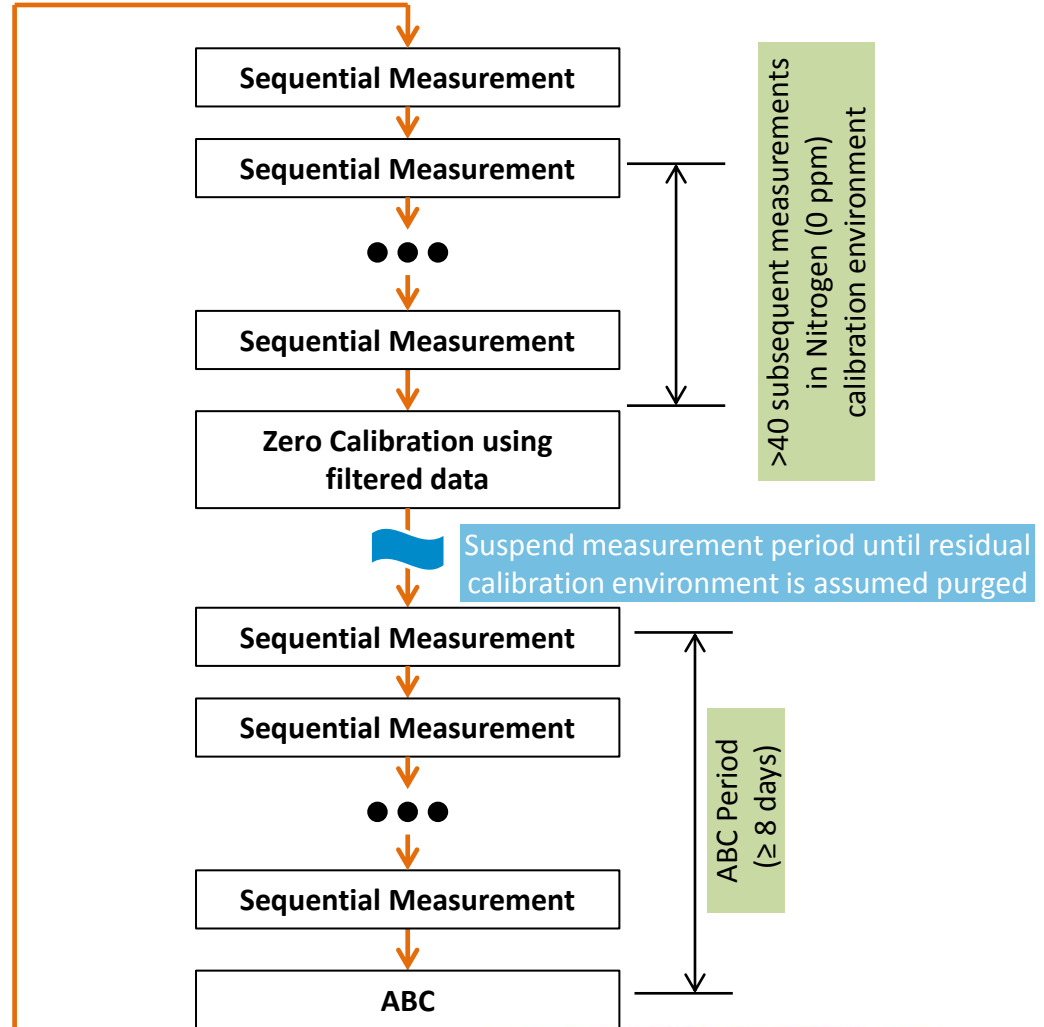 Sequential Measurement
Sequential Measurement
Sequential Measurement
>40 subsequent measurements
in Nitrogen (0 ppm)
calibration environment
Zero Calibration using
filtered data
Suspend measurement period until residual
calibration environment is assumed purged
Sequential Measurement
Sequential Measurement
Sequential Measurement
ABC Period
(≥ 8 days)
ABC